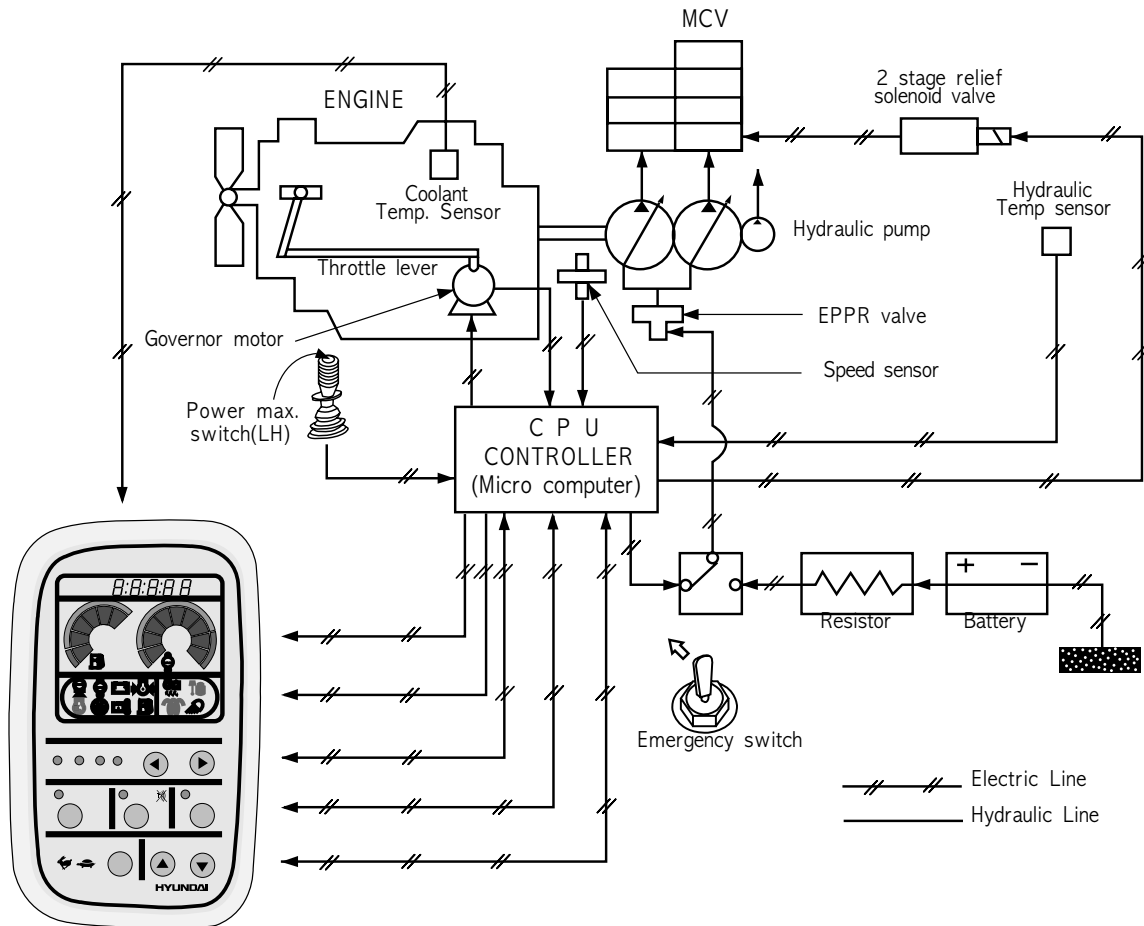 MCV
2 stage relief
solenoid valve
ENGINE
Coolant
Temp. Sensor
Hydraulic
Temp sensor
Hydraulic pump
Throttle lever
EPPR valve
Governor motor
Speed sensor
Power max.
switch(LH)
C P U
CONTROLLER
(Micro computer)
8:8888
+ −
Resistor
Battery
Emergency switch
Electric Line
Hydraulic Line
HYUNDAI